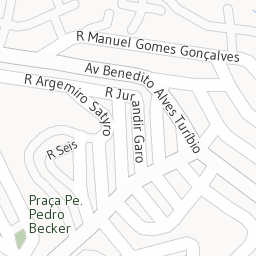 R Manuel Gomes Gonçalves
Av Benedito Alves Turíbio
R Argemiro Satyro
R Jurandir Garo
R Seis
Praça Pe.
Pedro
Becker